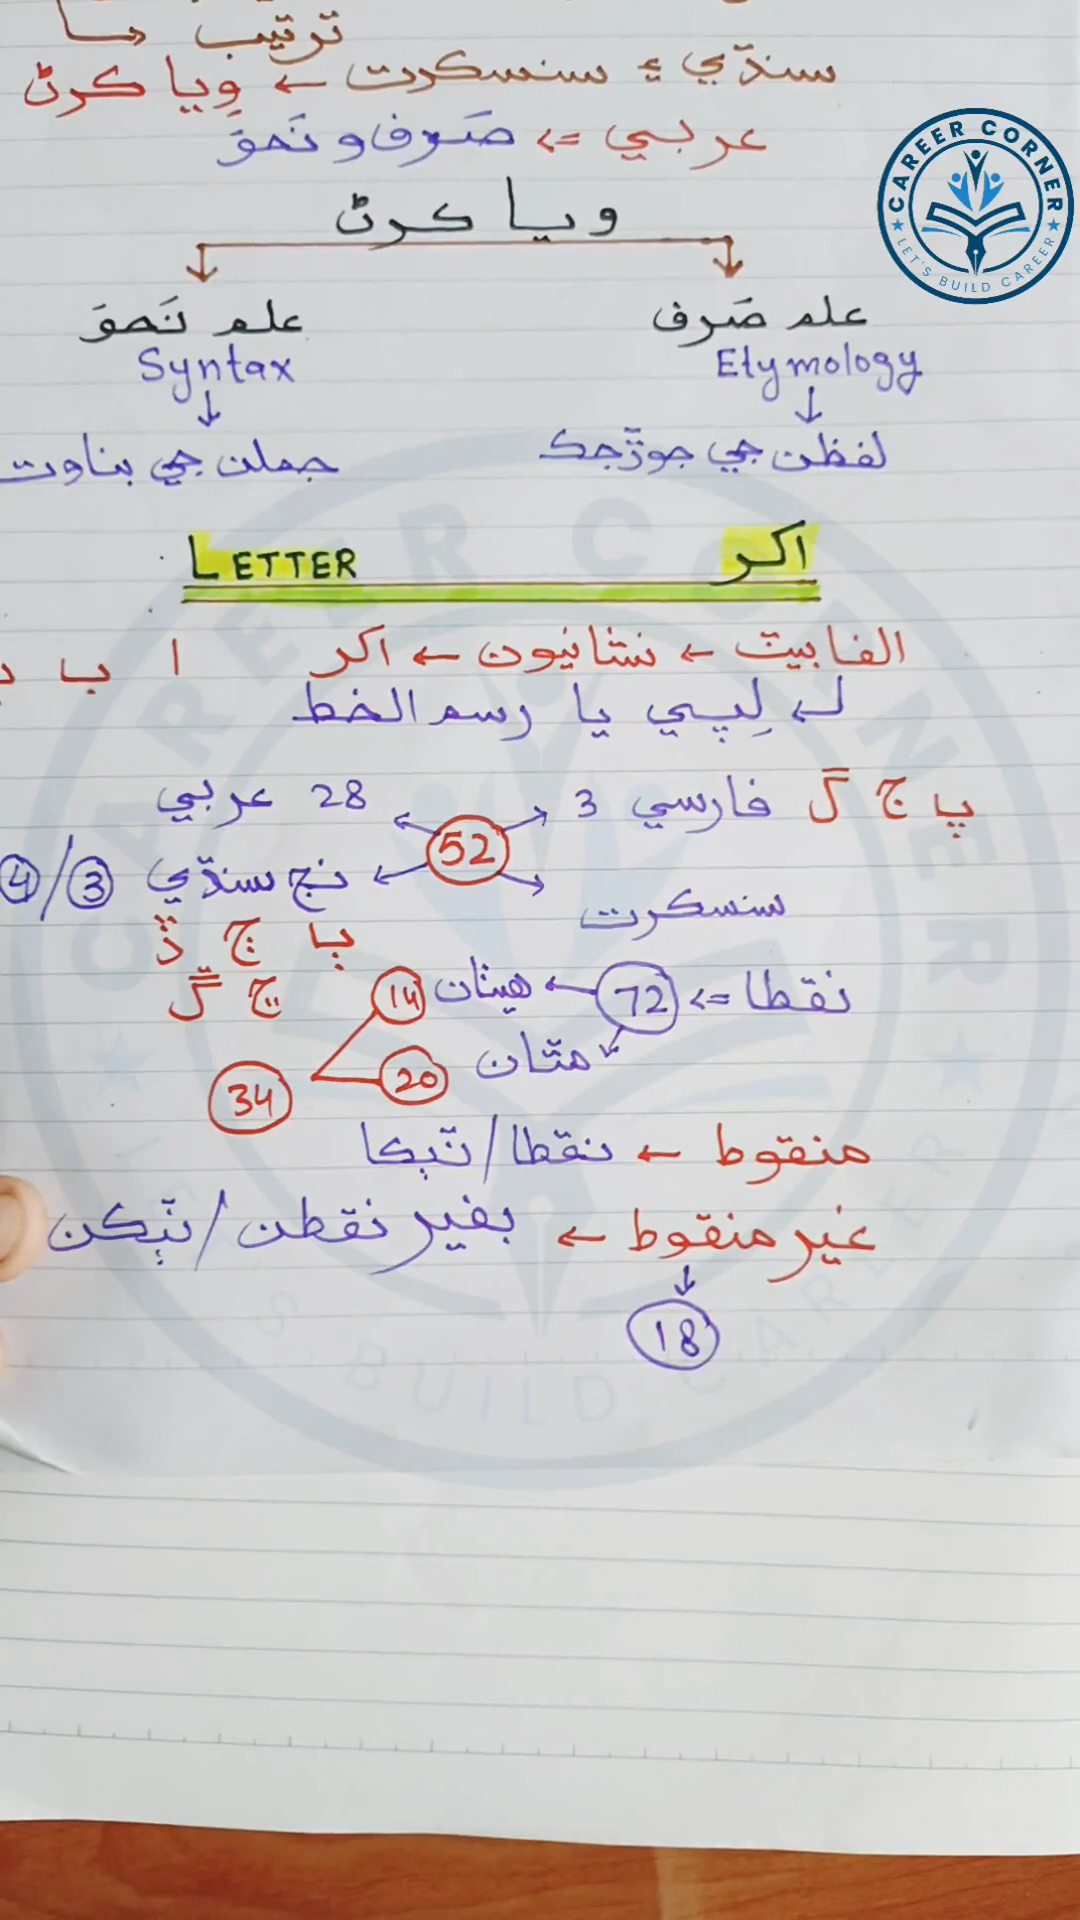 ترتيب
سنڌي ۽ سنسڪرت ← وِيا ڪرڻ
عربي <= صَرف و نَحوَ
ويا ڪرڻ
علم صَرف علم نَحوَ
Etymology Syntax
لفظن جي جوڙجڪ جملن جي بناوت
LETTER اکر
الفابيٽ ← نشانيون ← اکر ا ب
لِپي يا رسم الخط
پ چ گ فارسي 3 52 28 عربي
سنسڪرت نج سنڌي 3/4
ٻ ڄ ڏ
ڃ ڳ
نقطا <= 72 هيٺان 14
مٿان 20 34
منقوط ← نقطا/ٽٻڪا
غير منقوط ← بغير نقطن/ٽٻڪن
18
CAREER CORNER
LET'S BUILD CAREER